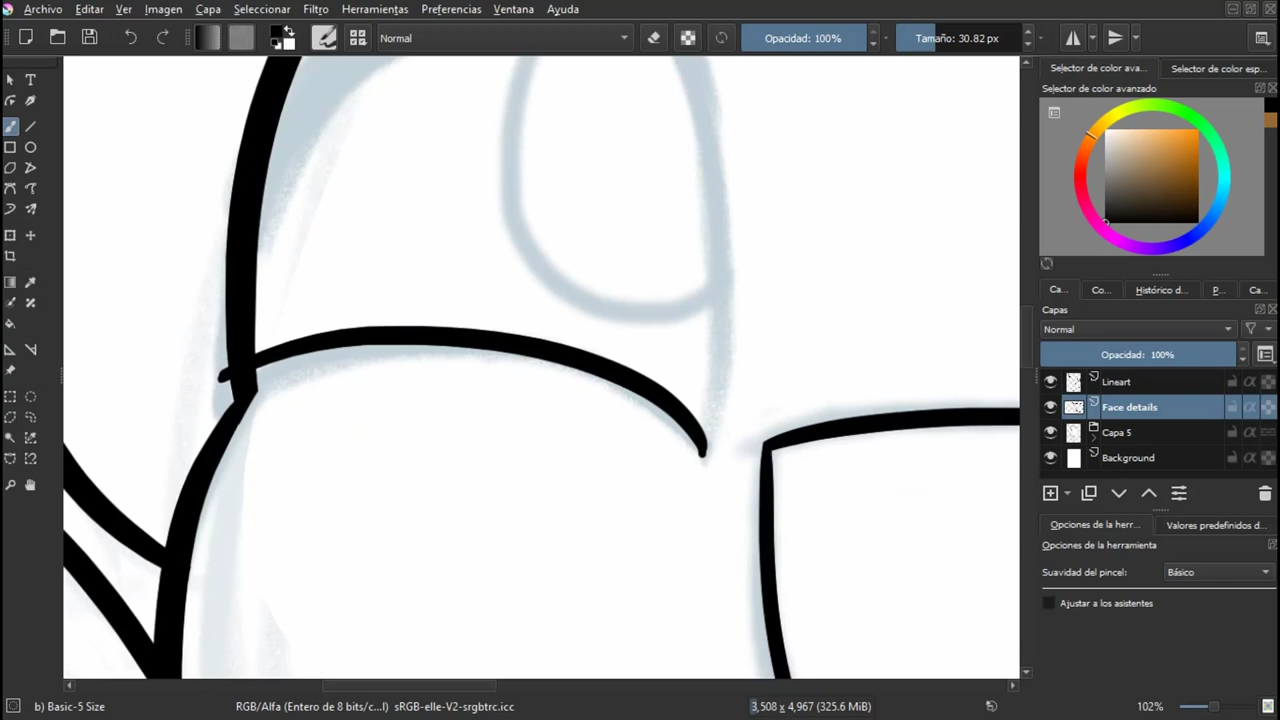 Archivo Editar Ver Imagen Capa Seleccionar Filtro Herramientas Preferencias Ventana Ayuda
Normal Opacidad: 100% Tamaño: 30.82 px
Selector de color ava... Selector de color esp...
Selector de color avanzado
Ca... Co... Histórico d... P... Ca...
Capas
Normal
Opacidad: 100%
Lineart
Face details
Capa 5
Background
Opciones de la herr... Valores predefinidos d...
Opciones de la herramienta
Suavidad del pincel: Básico
Ajustar a los asistentes
b) Basic-5 Size RGB/Alfa (Entero de 8 bits/c...l) sRGB-elle-V2-srgbtrc.icc 3,508 x 4,967 (325.6 MiB) 102%